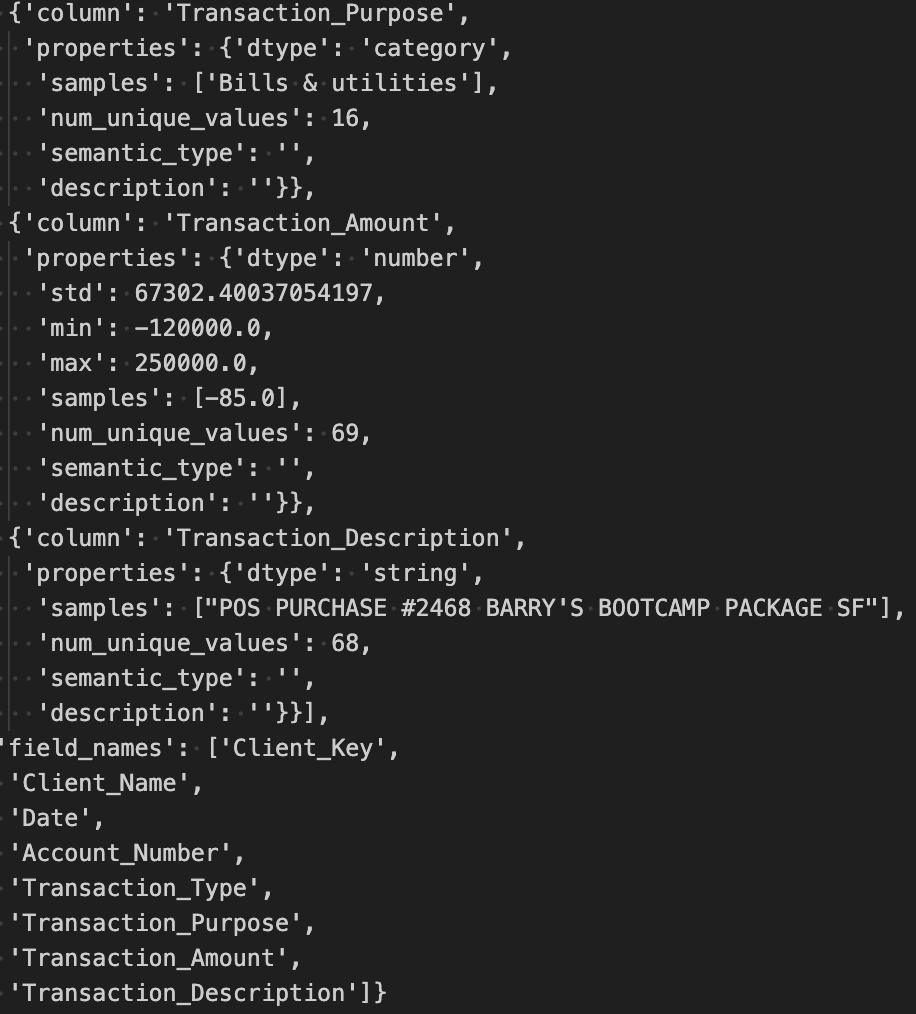 {'column': 'Transaction_Purpose',
'properties': {'dtype': 'category',
'samples': ['Bills & utilities'],
'num_unique_values': 16,
'semantic_type': '',
'description': ''}},
{'column': 'Transaction_Amount',
'properties': {'dtype': 'number',
'std': 67302.40037054197,
'min': -120000.0,
'max': 250000.0,
'samples': [-85.0],
'num_unique_values': 69,
'semantic_type': '',
'description': ''}},
{'column': 'Transaction_Description',
'properties': {'dtype': 'string',
'samples': ["POS PURCHASE #2468 BARRY'S BOOTCAMP PACKAGE SF"],
'num_unique_values': 68,
'semantic_type': '',
'description': ''}}],
'field_names': ['Client_Key',
'Client_Name',
'Date',
'Account_Number',
'Transaction_Type',
'Transaction_Purpose',
'Transaction_Amount',
'Transaction_Description']}